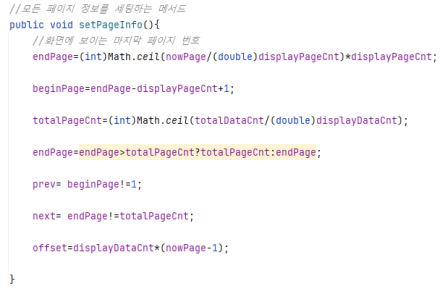 //모든 페이지 정보를 세팅하는 메서드
public void setPageInfo(){
//화면에 보이는 마지막 페이지 번호
endPage=(int)Math.ceil(nowPage/(double)displayPageCnt)*displayPageCnt;
beginPage=endPage-displayPageCnt+1;
totalPageCnt=(int)Math.ceil(totalDataCnt/(double)displayDataCnt);
endPage=endPage>totalPageCnt?totalPageCnt:endPage;
prev= beginPage!=1;
next= endPage!=totalPageCnt;
offset=displayDataCnt*(nowPage-1);
}